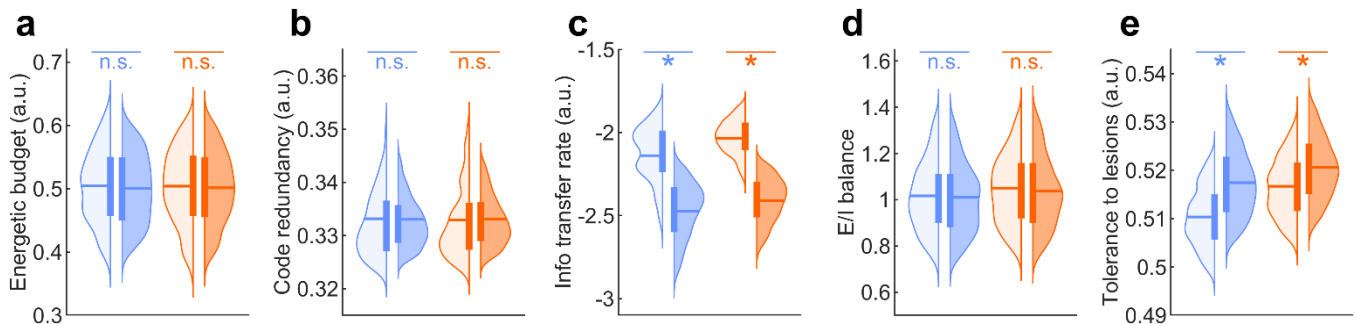 a
Energetic budget (a.u.)
0.7
0.6
0.5
0.4
0.3
n.s.
n.s.
b
Code redundancy (a.u.)
0.36
0.35
0.34
0.33
0.32
n.s.
n.s.
c
Info transfer rate (a.u.)
-1.5
-2
-2.5
-3
*
*
d
E/I balance
1.6
1.4
1.2
1
0.8
0.6
n.s.
n.s.
e
Tolerance to lesions (a.u.)
0.54
0.53
0.52
0.51
0.5
0.49
*
*